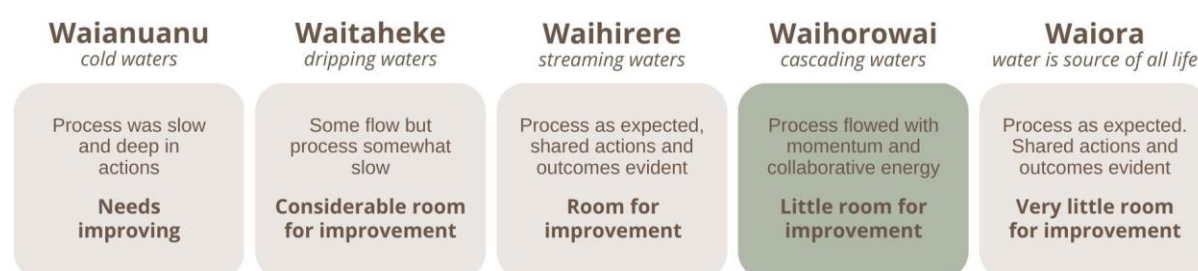 Waianuanu
cold waters
Process was slow
and deep in
actions
Needs
improving
Waitaheke
dripping waters
Some flow but
process somewhat
slow
Considerable room
for improvement
Waihirere
streaming waters
Process as expected,
shared actions and
outcomes evident
Room for
improvement
Waihorowai
cascading waters
Process flowed with
momentum and
collaborative energy
Little room for
improvement
Waiora
water is source of all life
Process as expected.
Shared actions and
outcomes evident
Very little room
for improvement